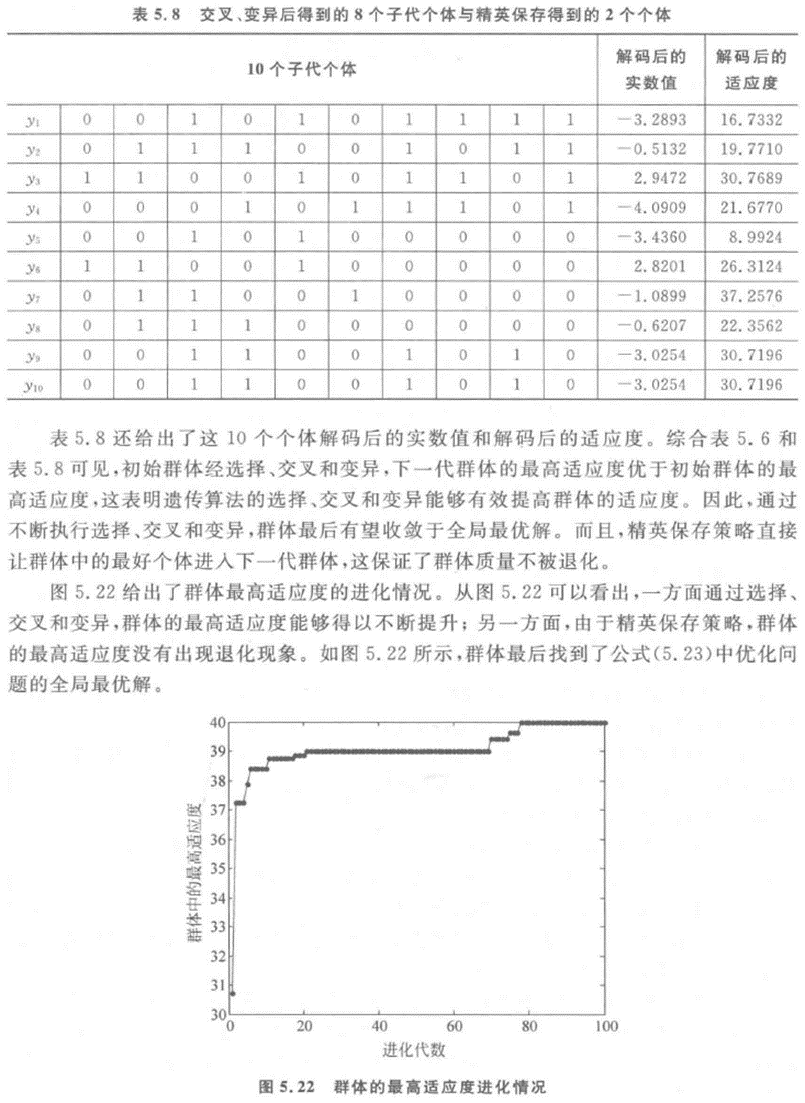 表 5.8 交叉、变异后得到的 8 个子代个体与精英保存得到的 2 个个体
10 个子代个体 解码后的实数值 解码后的适应度
y1 0 0 1 0 1 0 1 1 1 1 −3.2893 16.7332
y2 0 1 1 1 0 0 1 0 1 1 −0.5132 19.7710
y3 1 1 0 0 1 0 1 1 0 1 2.9472 30.7689
y4 0 0 0 1 0 1 1 1 0 1 −4.0909 21.6770
y5 0 0 1 0 1 0 0 0 0 0 −3.4360 8.9924
y6 1 1 0 0 1 0 0 0 0 0 2.8201 26.3124
y7 0 1 1 0 0 1 0 0 0 0 −1.0899 37.2576
y8 0 1 1 1 0 0 0 0 0 0 −0.6207 22.3562
y9 0 0 1 1 0 0 1 0 1 0 −3.0254 30.7196
y10 0 0 1 1 0 0 1 0 1 0 −3.0254 30.7196
表 5.8 还给出了这 10 个个体解码后的实数值和解码后的适应度。综合表 5.6 和
表 5.8 可见,初始群体经选择、交叉和变异,下一代群体的最高适应度优于初始群体的最
高适应度,这表明遗传算法的选择、交叉和变异能够有效提高群体的适应度。因此,通过
不断执行选择、交叉和变异,群体最后有望收敛于全局最优解。而且,精英保存策略直接
让群体中的最好个体进入下一代群体,这保证了群体质量不被退化。
图 5.22 给出了群体最高适应度的进化情况。从图 5.22 可以看出,一方面通过选择、
交叉和变异,群体的最高适应度能够得以不断提升;另一方面,由于精英保存策略,群体
的最高适应度没有出现退化现象。如图 5.22 所示,群体最后找到了公式(5.23)中优化问
题的全局最优解。
群体中的最高适应度
40
39
38
37
36
35
34
33
32
31
30
0 20 40 60 80 100
进化代数
图 5.22 群体的最高适应度进化情况